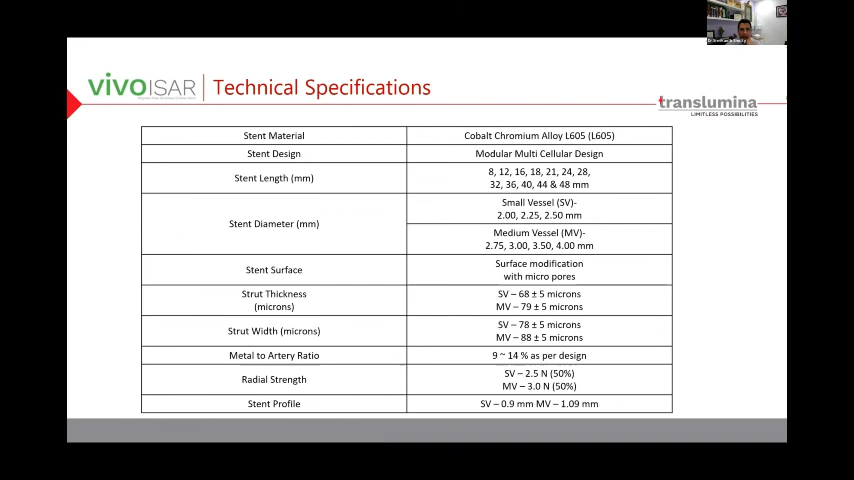 vivoISAR
Technical Specifications
translumina
LIMITLESS POSSIBILITIES
Stent Material
Cobalt Chromium Alloy L605 (L605)
Stent Design
Modular Multi Cellular Design
Stent Length (mm)
8, 12, 16, 18, 21, 24, 28,
32, 36, 40, 44 & 48 mm
Stent Diameter (mm)
Small Vessel (SV)-
2.00, 2.25, 2.50 mm
Medium Vessel (MV)-
2.75, 3.00, 3.50, 4.00 mm
Stent Surface
Surface modification
with micro pores
Strut Thickness
(microns)
SV – 68 ± 5 microns
MV – 79 ± 5 microns
Strut Width (microns)
SV – 78 ± 5 microns
MV – 88 ± 5 microns
Metal to Artery Ratio
9 ~ 14 % as per design
Radial Strength
SV – 2.5 N (50%)
MV – 3.0 N (50%)
Stent Profile
SV – 0.9 mm MV – 1.09 mm